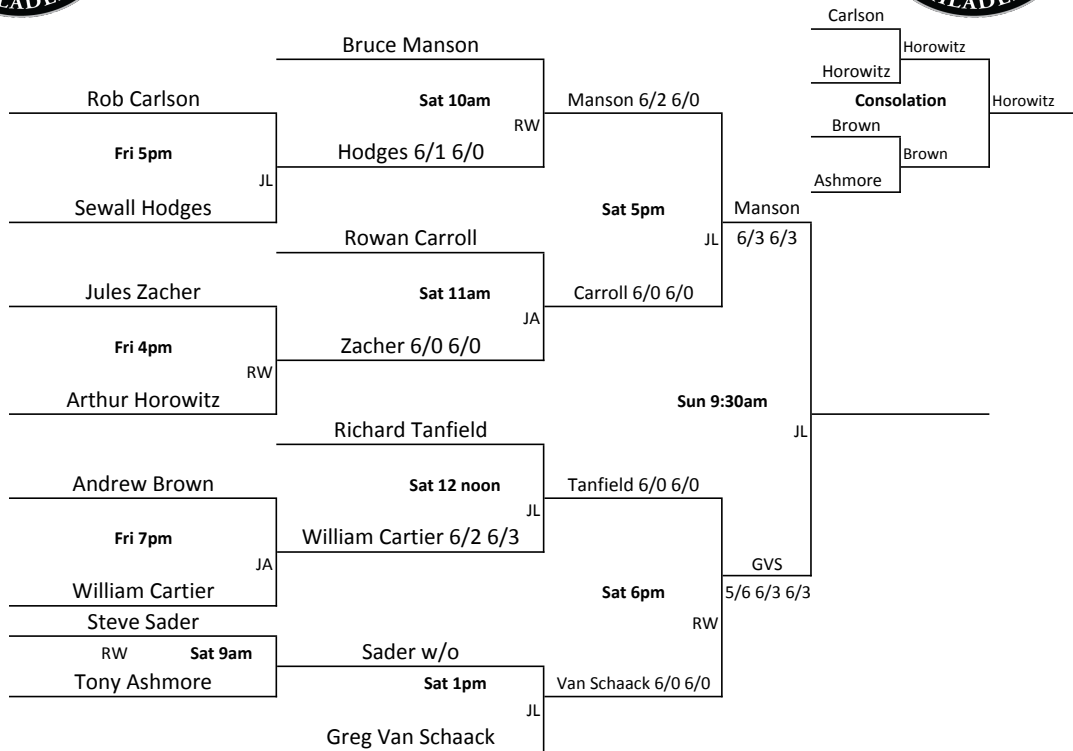 Carlson
Bruce Manson
Horowitz
Horowitz
Rob Carlson
Sat 10am
Manson 6/2 6/0
Consolation
Horowitz
RW
Brown
Fri 5pm
Hodges 6/1 6/0
Brown
JL
Ashmore
Sewall Hodges
Sat 5pm
Manson
Rowan Carroll
JL
6/3 6/3
Jules Zacher
Sat 11am
Carroll 6/0 6/0
JA
Fri 4pm
Zacher 6/0 6/0
RW
Arthur Horowitz
Sun 9:30am
Richard Tanfield
JL
Andrew Brown
Sat 12 noon
Tanfield 6/0 6/0
JL
Fri 7pm
William Cartier 6/2 6/3
JA
GVS
William Cartier
Sat 6pm
5/6 6/3 6/3
Steve Sader
RW
RW
Sat 9am
Sader w/o
Tony Ashmore
Sat 1pm
Van Schaack 6/0 6/0
JL
Greg Van Schaack